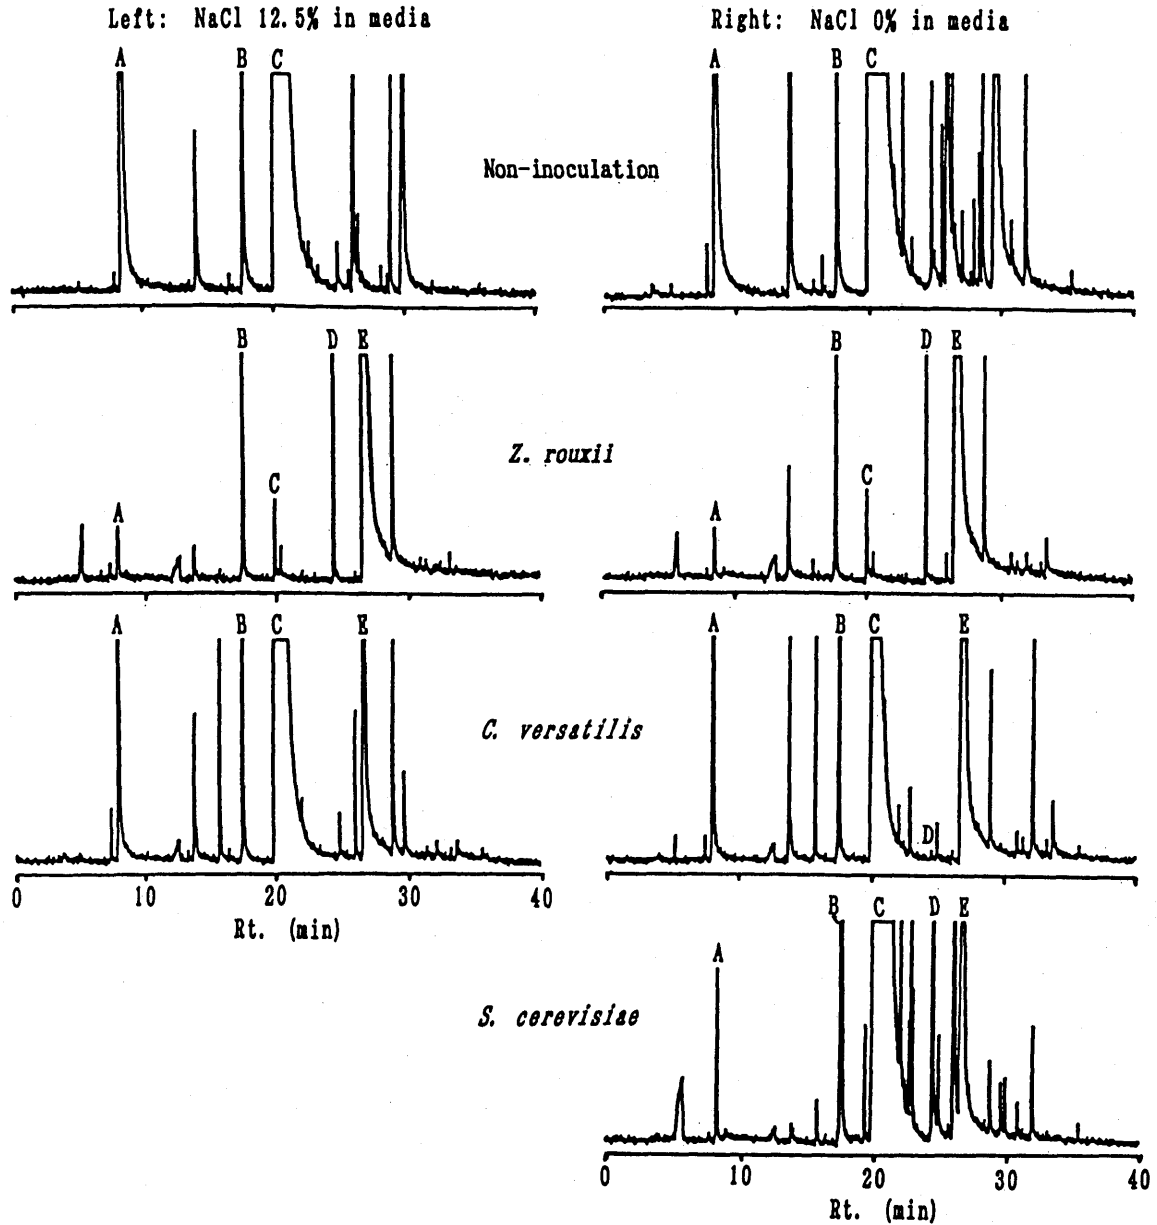 Left: NaCl 12.5% in media
Right: NaCl 0% in media
A B C
A B C
Non-inoculation
B D E
B D E
Z. rouxii
C
C
A
A
A B C E
A B C E
C. versatilis
D
0 10 20 30 40
Rt. (min)
B C D E
A
S. cerevisiae
0 10 20 30 40
Rt. (min)